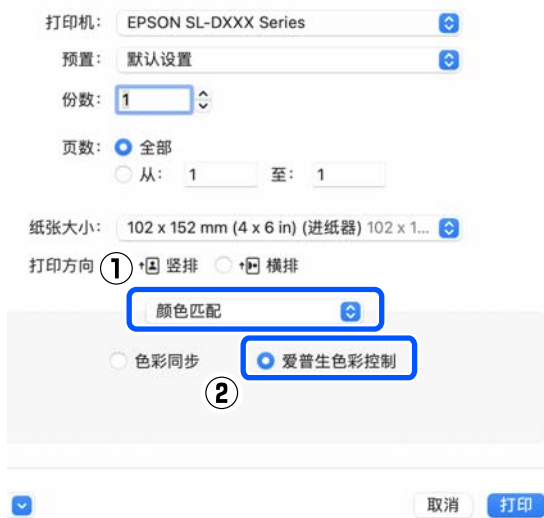 打印机: EPSON SL-DXXX Series
预置: 默认设置
份数: 1
页数: 全部
从: 1 至: 1
纸张大小: 102 x 152 mm (4 x 6 in) (进纸器) 102 x 1...
打印方向 ① 竖排 横排
颜色匹配
色彩同步 爱普生色彩控制
②
取消 打印